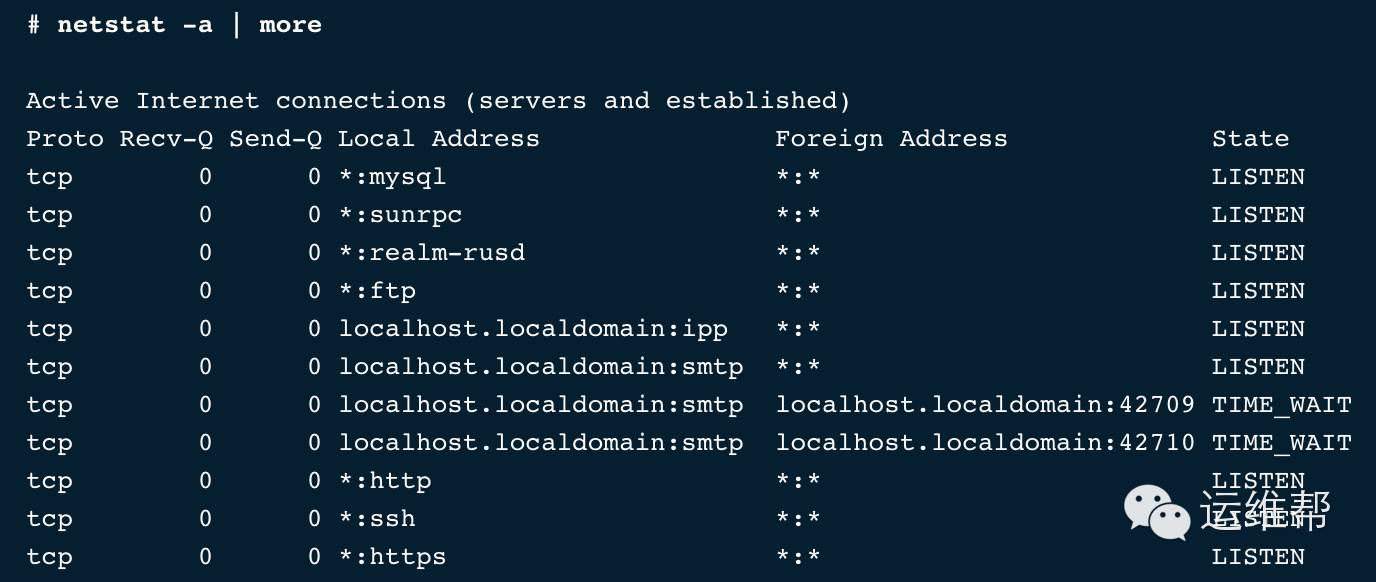 # netstat -a | more
Active Internet connections (servers and established)
Proto Recv-Q Send-Q Local Address               Foreign Address             State
tcp        0      0 *:mysql                     *:*                         LISTEN
tcp        0      0 *:sunrpc                    *:*                         LISTEN
tcp        0      0 *:realm-rusd                *:*                         LISTEN
tcp        0      0 *:ftp                       *:*                         LISTEN
tcp        0      0 localhost.localdomain:ipp   *:*                         LISTEN
tcp        0      0 localhost.localdomain:smtp  *:*                         LISTEN
tcp        0      0 localhost.localdomain:smtp  localhost.localdomain:42709 TIME_WAIT
tcp        0      0 localhost.localdomain:smtp  localhost.localdomain:42710 TIME_WAIT
tcp        0      0 *:http                      *:*                         LISTEN
tcp        0      0 *:ssh                       *:*                         LISTEN
运维帮
tcp        0      0 *:https                     *:*                         LISTEN